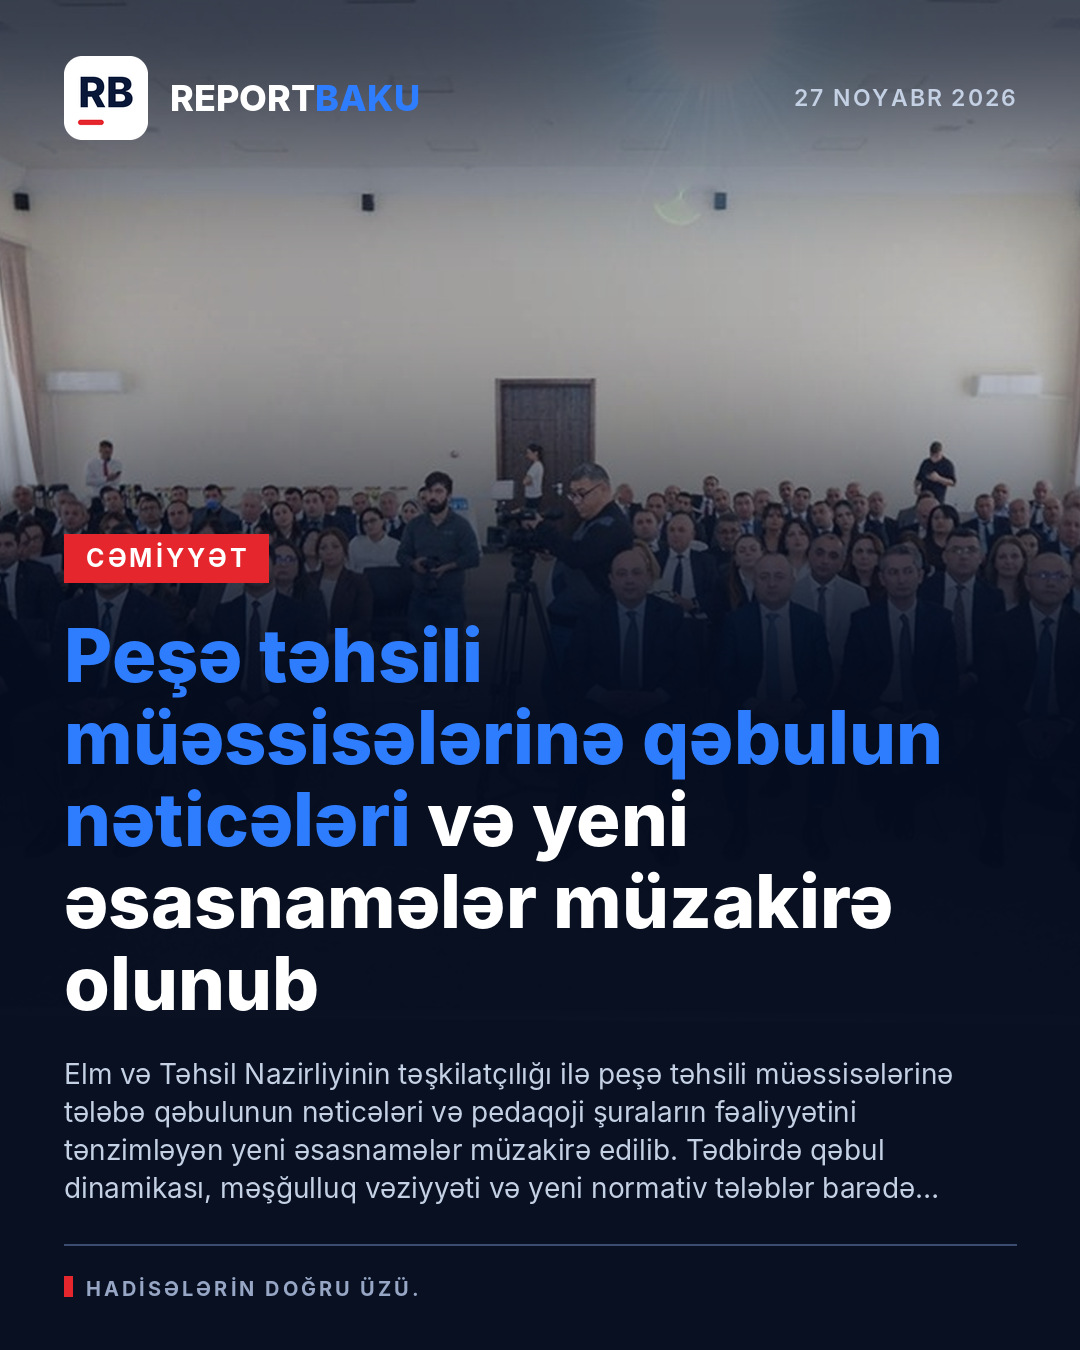 RB
REPORTBAKU
27 NOYABR 2026
CƏMİYYƏT
Peşə təhsili
müəssisələrinə qəbulun
nəticələri və yeni
əsasnamələr müzakirə
olunub
Elm və Təhsil Nazirliyinin təşkilatçılığı ilə peşə təhsili müəssisələrinə
tələbə qəbulunun nəticələri və pedaqoji şuraların fəaliyyətini
tənzimləyən yeni əsasnamələr müzakirə edilib. Tədbirdə qəbul
dinamikası, məşğulluq vəziyyəti və yeni normativ tələblər barədə...
HADİSƏLƏRİN DOĞRU ÜZÜ.